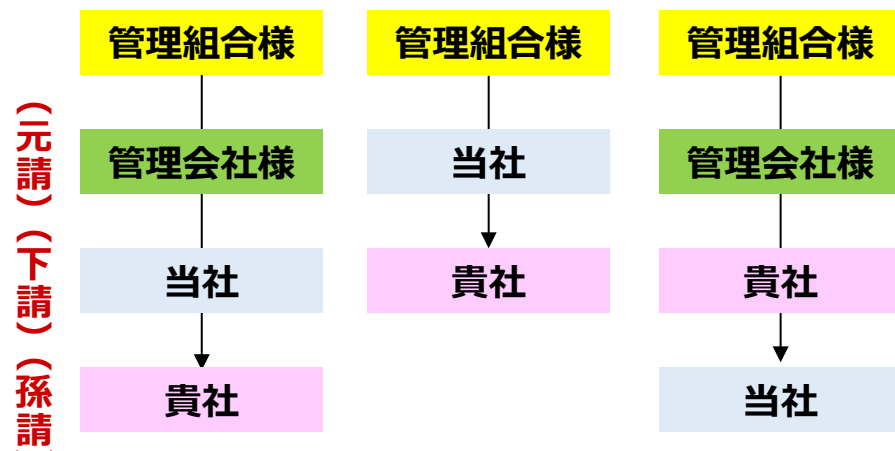 管理組合様 管理組合様 管理組合様
(元請) 管理会社様 当社 管理会社様
(下請) 当社 貴社 貴社
(孫請) 貴社 当社